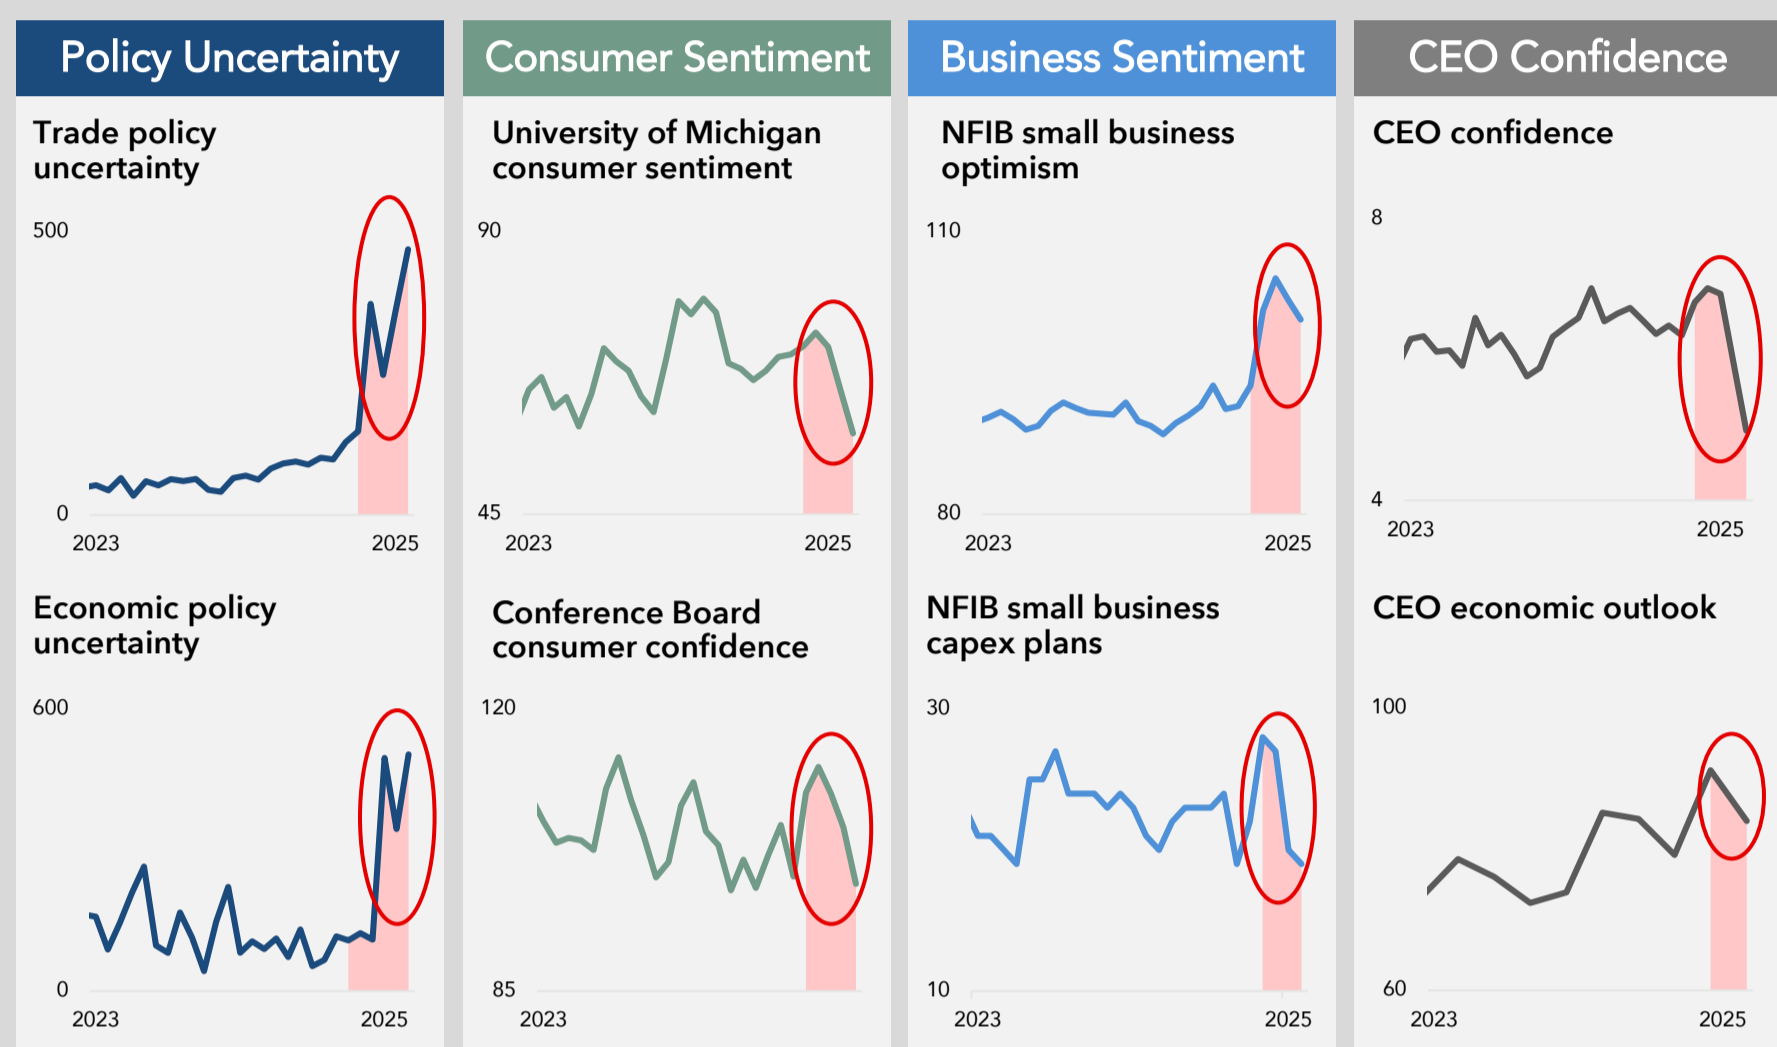 Policy Uncertainty
Trade policy
uncertainty
500
0
2023
2025
Economic policy
uncertainty
600
0
2023
2025
Consumer Sentiment
University of Michigan
consumer sentiment
90
45
2023
2025
Conference Board
consumer confidence
120
85
2023
Business Sentiment
NFIB small business
optimism
110
80
2023
2025
NFIB small business
capex plans
30
10
2023
2025
CEO Confidence
CEO confidence
8
4
2023
2025
CEO economic outlook
100
60
2023
2025